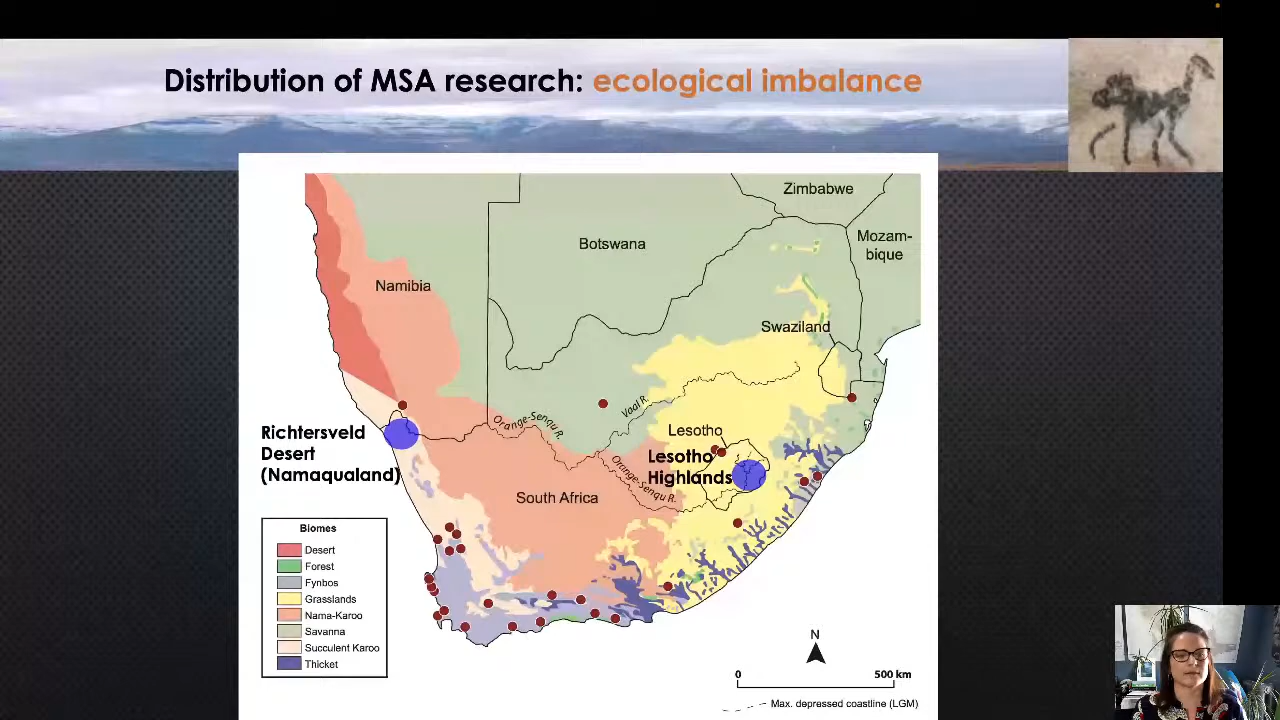 Distribution of MSA research: ecological imbalance
Zimbabwe
Botswana
Mozam-
bique
Namibia
Swaziland
Vaal R.
Orange-Senqu R.
Lesotho
Richtersveld
Desert
(Namaqualand)
Lesotho
Highlands
Orange-Senqu R.
South Africa
Biomes
Desert
Forest
Fynbos
Grasslands
Nama-Karoo
Savanna
Succulent Karoo
Thicket
N
0 500 km
Max. depressed coastline (LGM)